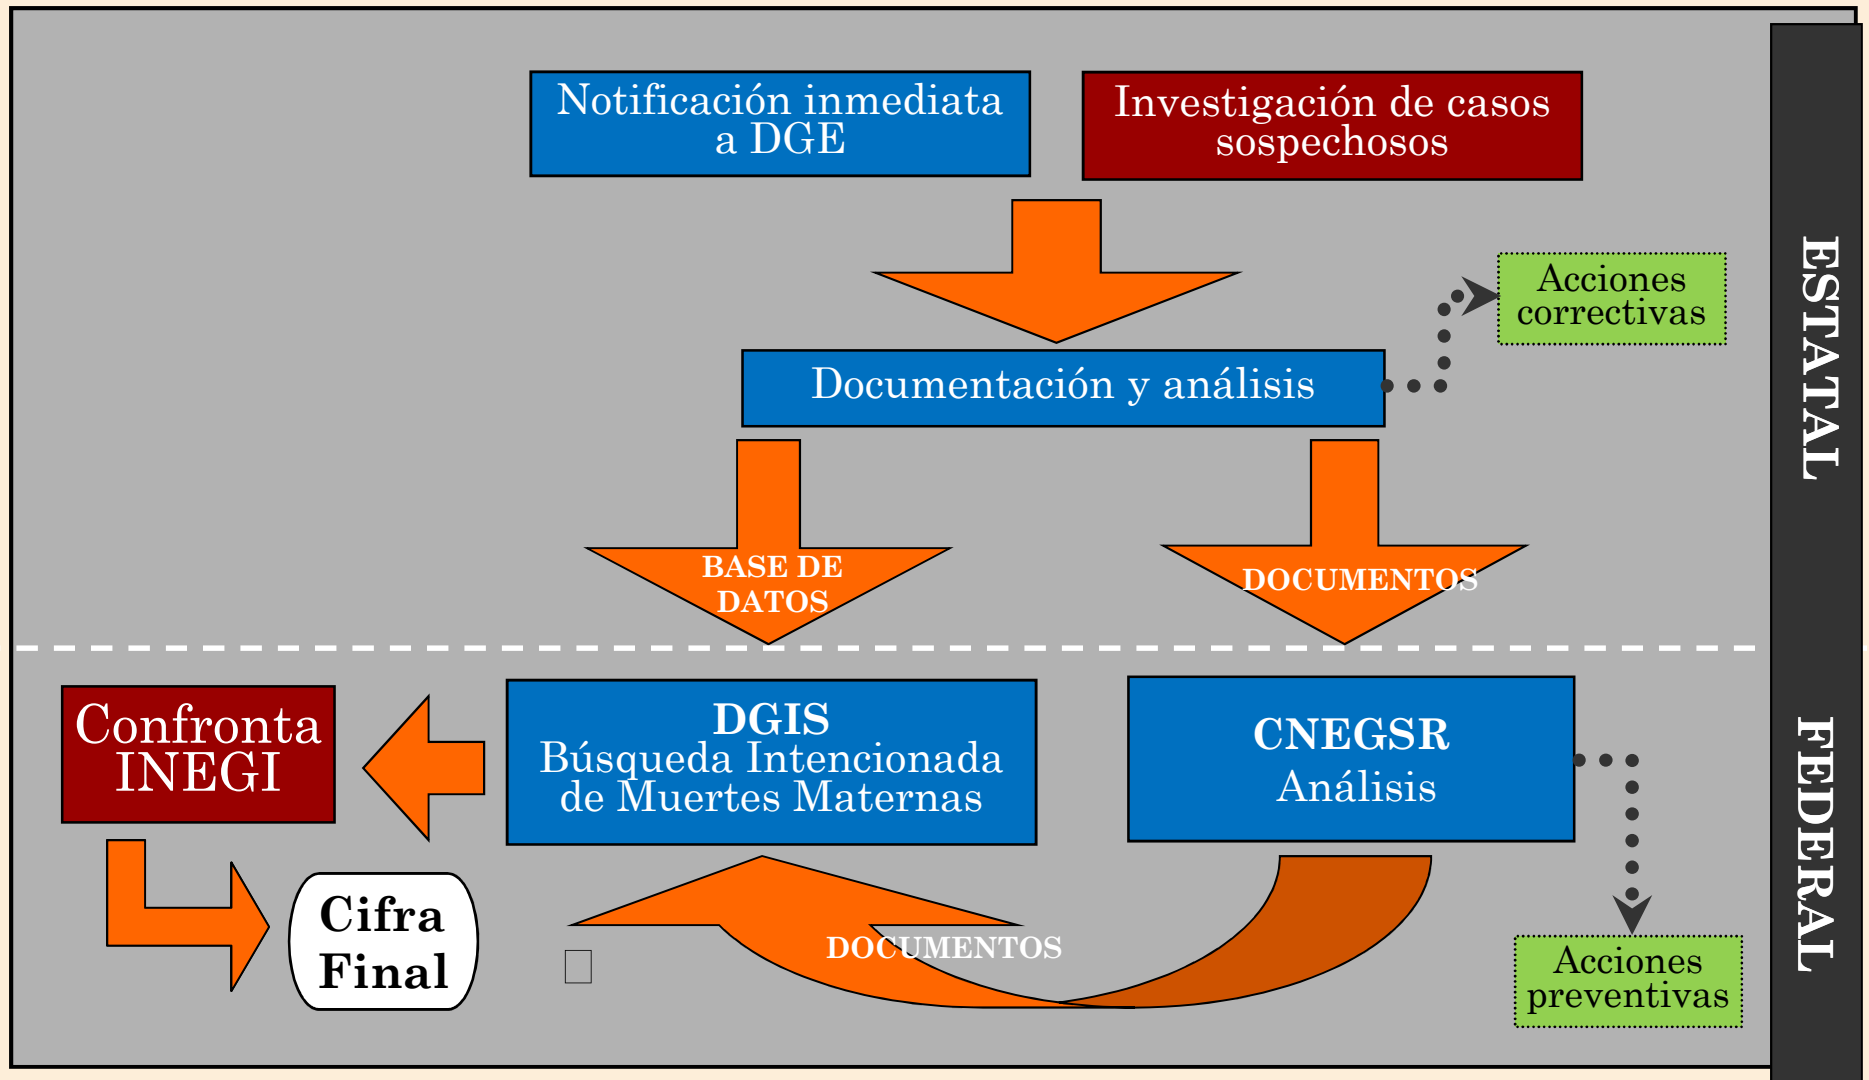 Notificación inmediata
a DGE
Investigación de casos
sospechosos
Acciones
correctivas
Documentación y análisis
ESTATAL
BASE DE
DATOS
DOCUMENTOS
Confronta
INEGI
DGIS
Búsqueda Intencionada
de Muertes Maternas
CNEGSR
Análisis
FEDERAL
Cifra
Final
DOCUMENTOS
Acciones
preventivas